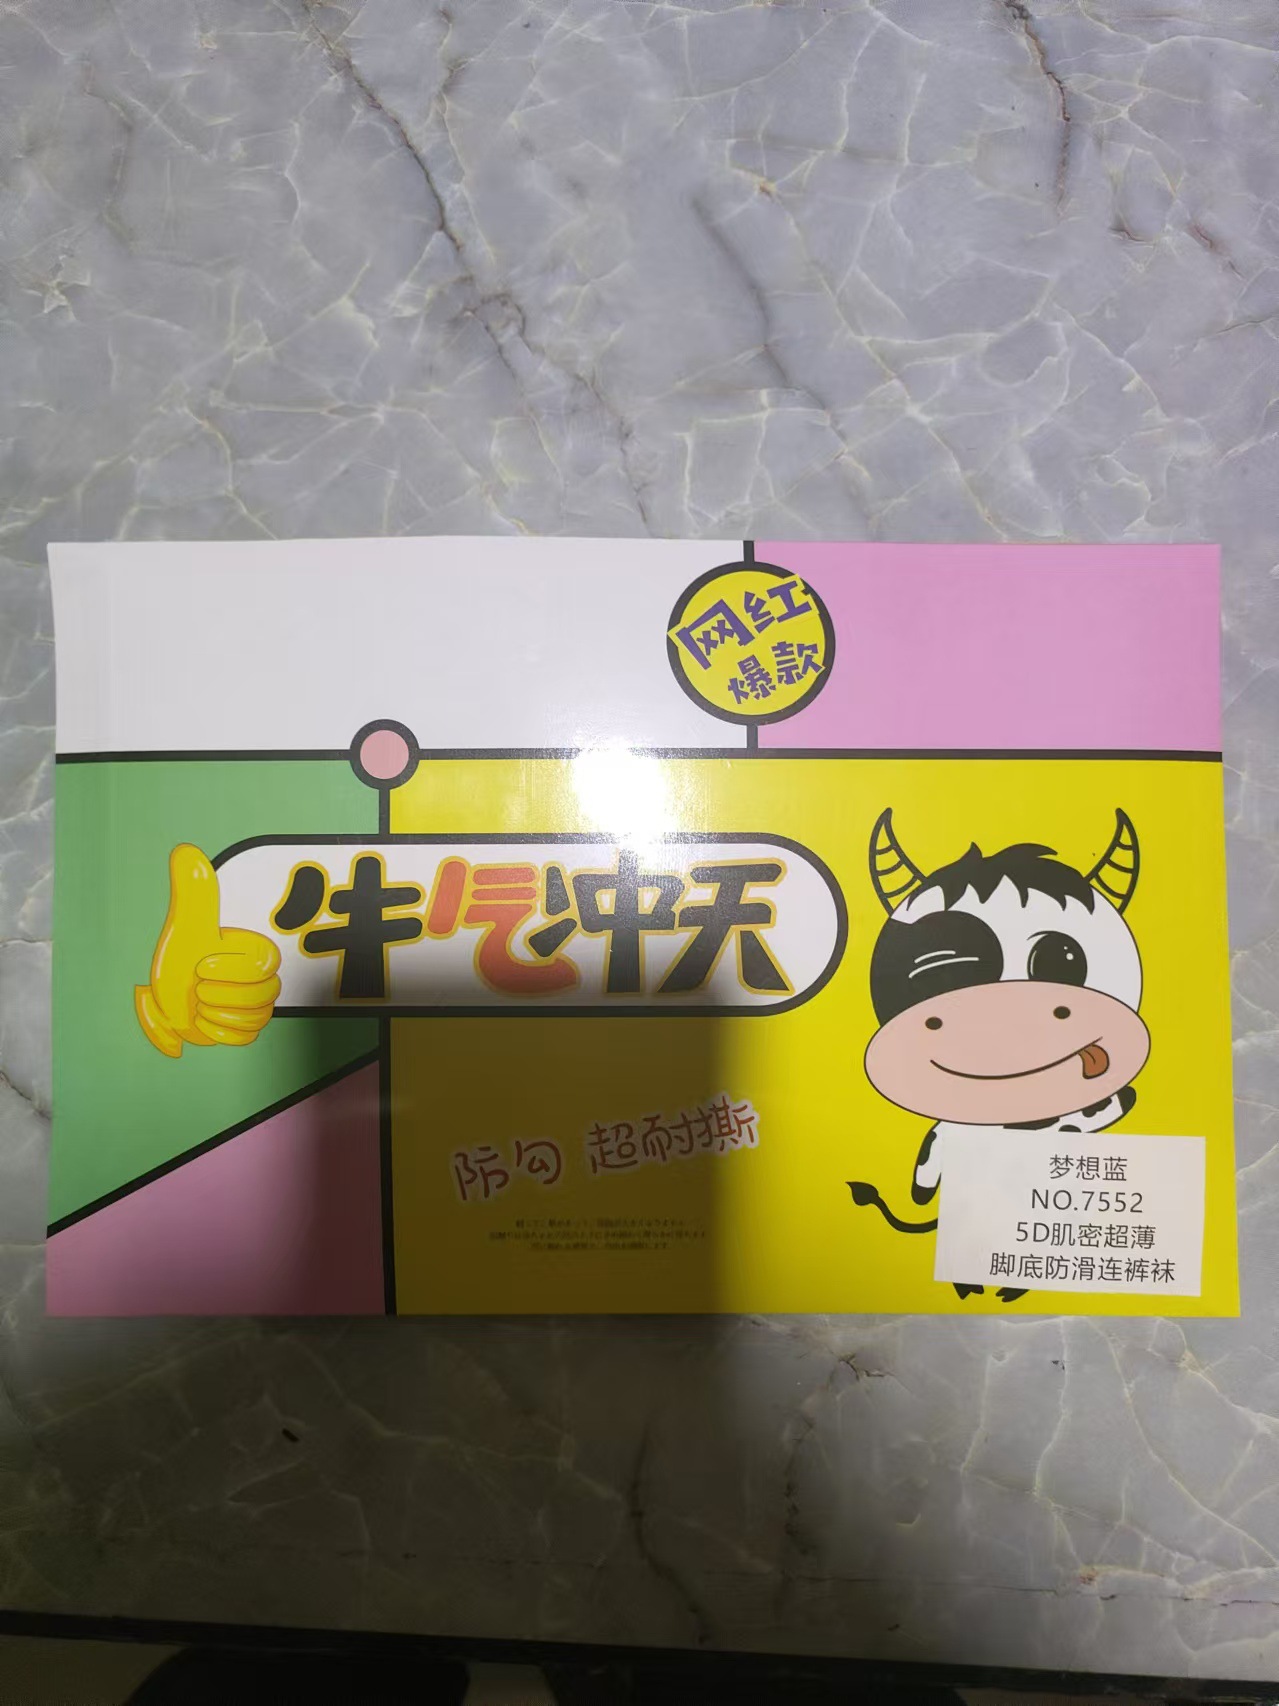 网红
爆款
牛气冲天
防勾 超耐撕
梦想蓝
NO.7552
5D肌密超薄
脚底防滑连裤袜